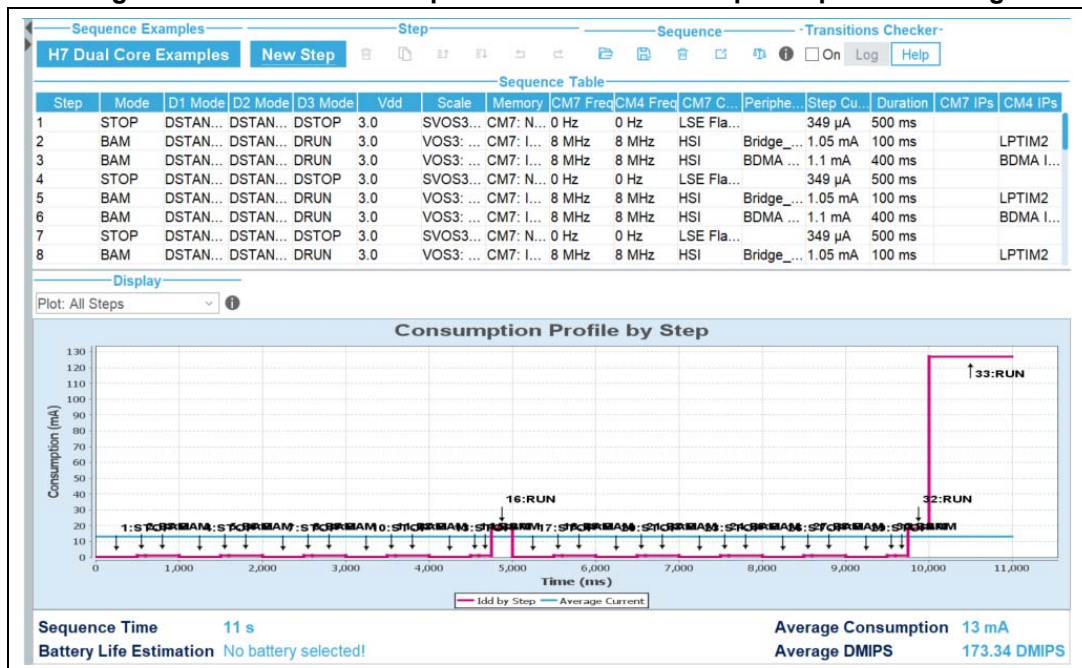 Sequence Examples Step Sequence Transitions Checker
H7 Dual Core Examples New Step On Log Help
Sequence Table
Step Mode D1 Mode D2 Mode D3 Mode Vdd Scale Memory CM7 Freq CM4 Freq CM7 C... Periphe... Step Cu... Duration CM7 IPs CM4 IPs
1 STOP DSTAN... DSTAN... DSTOP 3.0 SVOS3... CM7: N... 0 Hz 0 Hz LSE Fla... 349 µA 500 ms
2 BAM DSTAN... DSTAN... DRUN 3.0 VOS3: ... CM7: I... 8 MHz 8 MHz HSI Bridge_... 1.05 mA 100 ms LPTIM2
3 BAM DSTAN... DSTAN... DRUN 3.0 VOS3: ... CM7: I... 8 MHz 8 MHz HSI BDMA ... 1.1 mA 400 ms BDMA I...
4 STOP DSTAN... DSTAN... DSTOP 3.0 SVOS3... CM7: N... 0 Hz 0 Hz LSE Fla... 349 µA 500 ms
5 BAM DSTAN... DSTAN... DRUN 3.0 VOS3: ... CM7: I... 8 MHz 8 MHz HSI Bridge_... 1.05 mA 100 ms LPTIM2
6 BAM DSTAN... DSTAN... DRUN 3.0 VOS3: ... CM7: I... 8 MHz 8 MHz HSI BDMA ... 1.1 mA 400 ms BDMA I...
7 STOP DSTAN... DSTAN... DSTOP 3.0 SVOS3... CM7: N... 0 Hz 0 Hz LSE Fla... 349 µA 500 ms
8 BAM DSTAN... DSTAN... DRUN 3.0 VOS3: ... CM7: I... 8 MHz 8 MHz HSI Bridge_... 1.05 mA 100 ms LPTIM2
Display
Plot: All Steps
Consumption Profile by Step
Consumption (mA)
130
120
110
33:RUN
100
90
80
70
60
50
40
16:RUN 32:RUN
30
20
10
0
0 1,000 2,000 3,000 4,000 5,000 6,000 7,000 8,000 9,000 10,000 11,000
Time (ms)
Idd by Step Average Current
Sequence Time 11 s Average Consumption 13 mA
Battery Life Estimation No battery selected! Average DMIPS 173.34 DMIPS